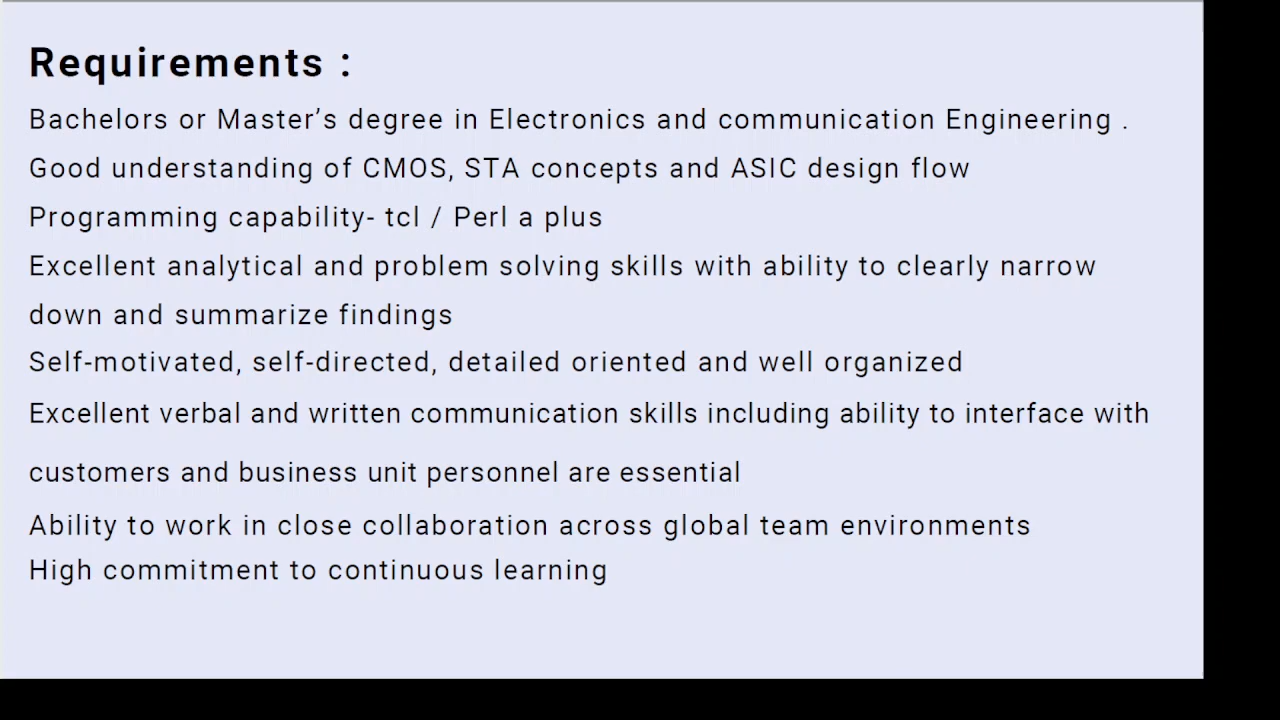 Requirements :
Bachelors or Master’s degree in Electronics and communication Engineering .
Good understanding of CMOS, STA concepts and ASIC design flow
Programming capability- tcl / Perl a plus
Excellent analytical and problem solving skills with ability to clearly narrow
down and summarize findings
Self-motivated, self-directed, detailed oriented and well organized
Excellent verbal and written communication skills including ability to interface with
customers and business unit personnel are essential
Ability to work in close collaboration across global team environments
High commitment to continuous learning